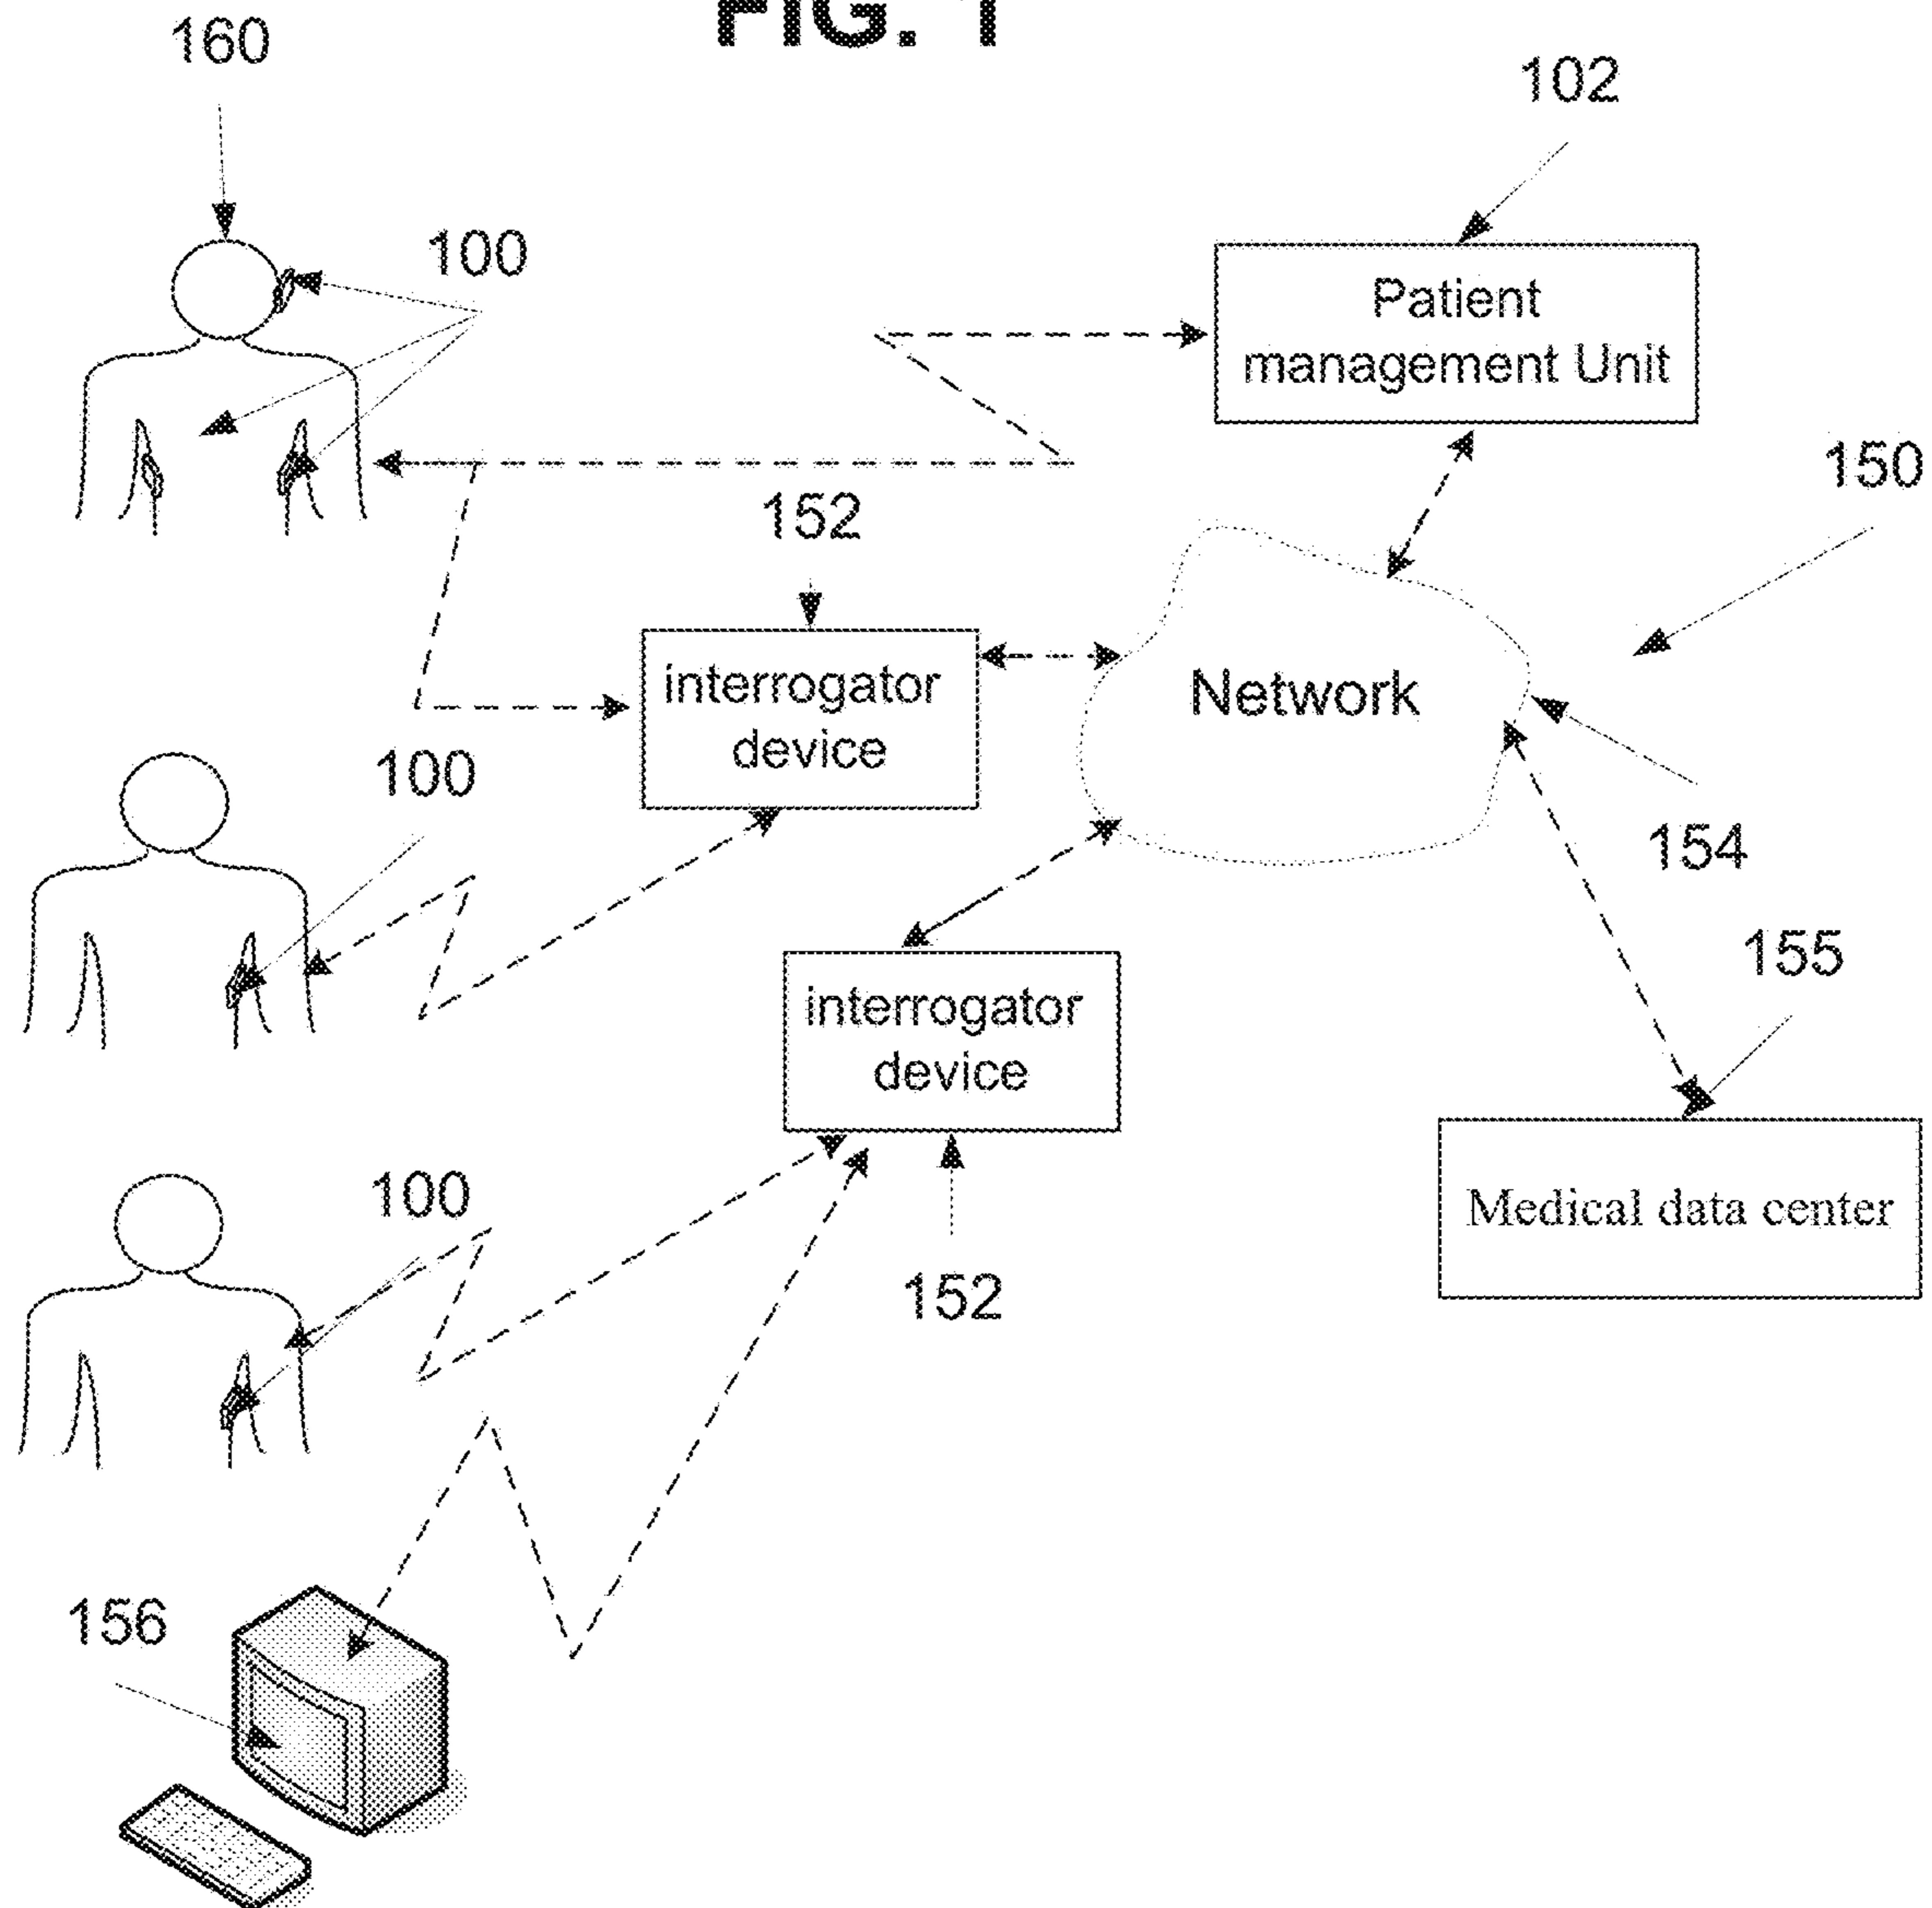 FIG. 1
160
102
100
Patient
management Unit
150
152
interrogator
device
Network
100
154
155
interrogator
device
100
Medical data center
152
156